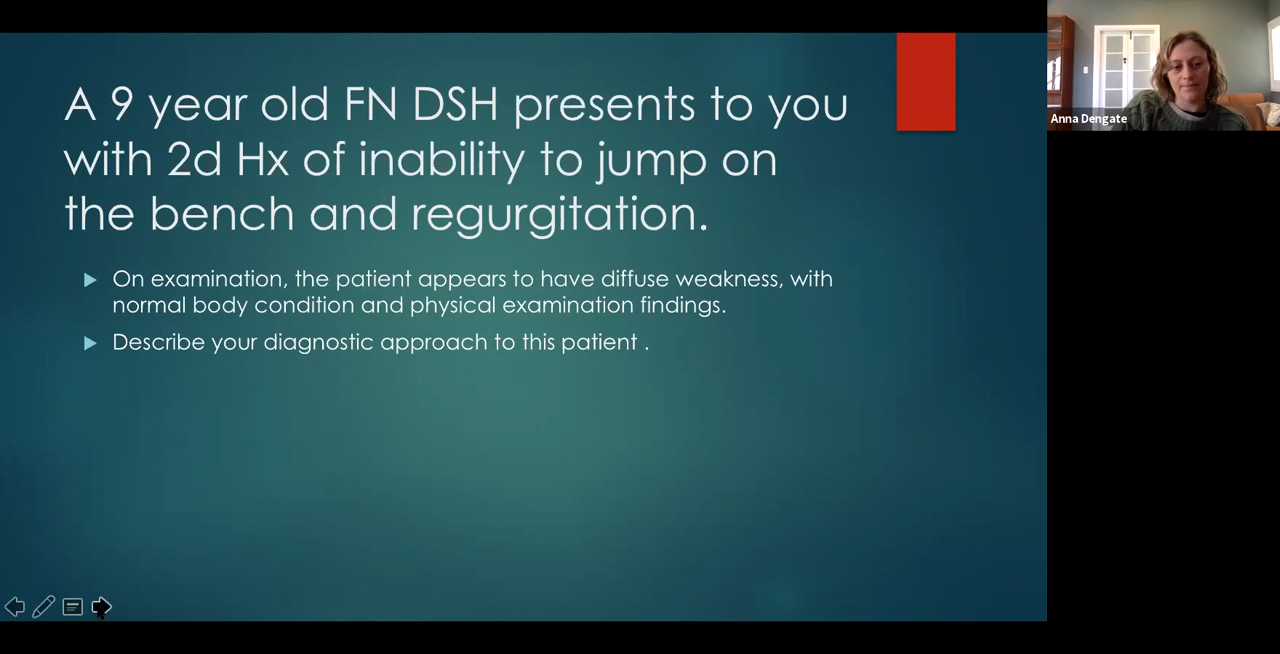 A 9 year old FN DSH presents to you
with 2d Hx of inability to jump on
the bench and regurgitation.
On examination, the patient appears to have diffuse weakness, with
normal body condition and physical examination findings.
Describe your diagnostic approach to this patient .
Anna Dengate